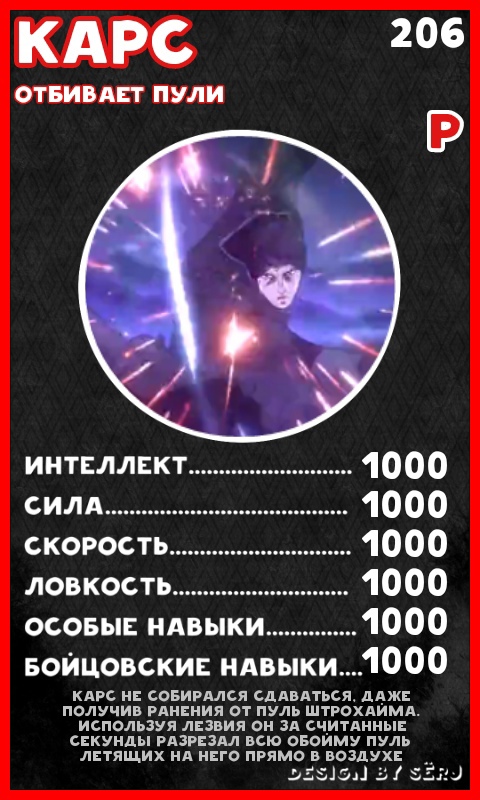 КАРС
206
ОТБИВАЕТ ПУЛИ
Р
ИНТЕЛЛЕКТ............................ 1000
СИЛА.......................................... 1000
СКОРОСТЬ............................... 1000
ЛОВКОСТЬ.............................. 1000
ОСОБЫЕ НАВЫКИ............... 1000
БОЙЦОВСКИЕ НАВЫКИ.... 1000
КАРС НЕ СОБИРАЛСЯ СДАВАТЬСЯ. ДАЖЕ
ПОЛУЧИВ РАНЕНИЯ ОТ ПУЛЬ ШТРОХАЙМА.
ИСПОЛЬЗУЯ ЛЕЗВИЯ ОН ЗА СЧИТАННЫЕ
СЕКУНДЫ РАЗРЕЗАЛ ВСЮ ОБОЙМУ ПУЛЬ
ЛЕТЯЩИХ НА НЕГО ПРЯМО В ВОЗДУХЕ
DESIGN BY SЁRJ